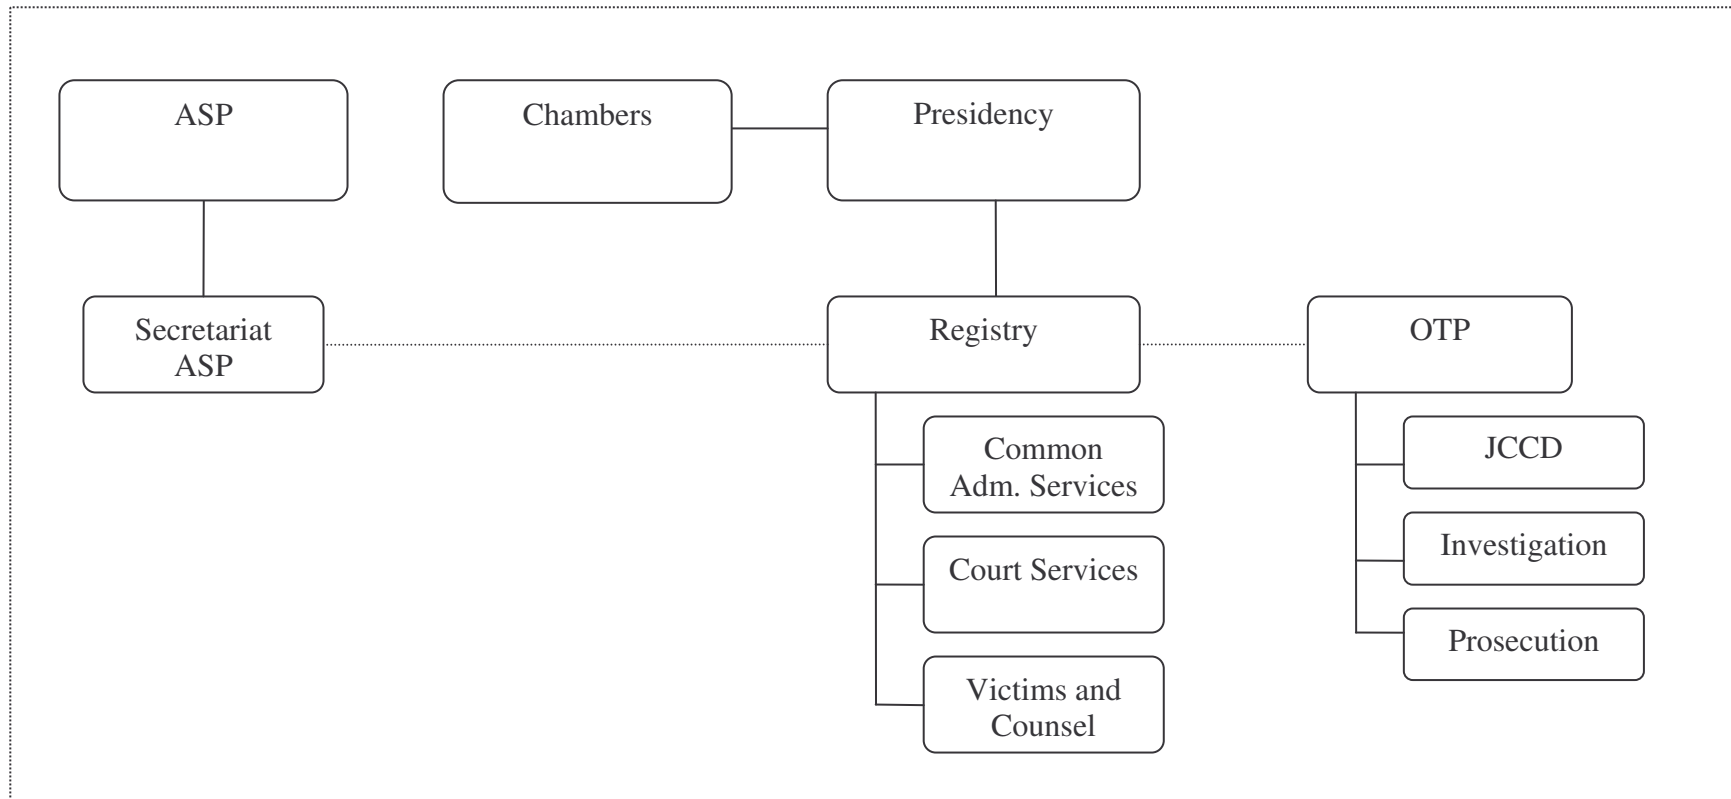 ASP
Chambers
Presidency
Secretariat
ASP
Registry
OTP
Common
Adm. Services
Court Services
Victims and
Counsel
JCCD
Investigation
Prosecution